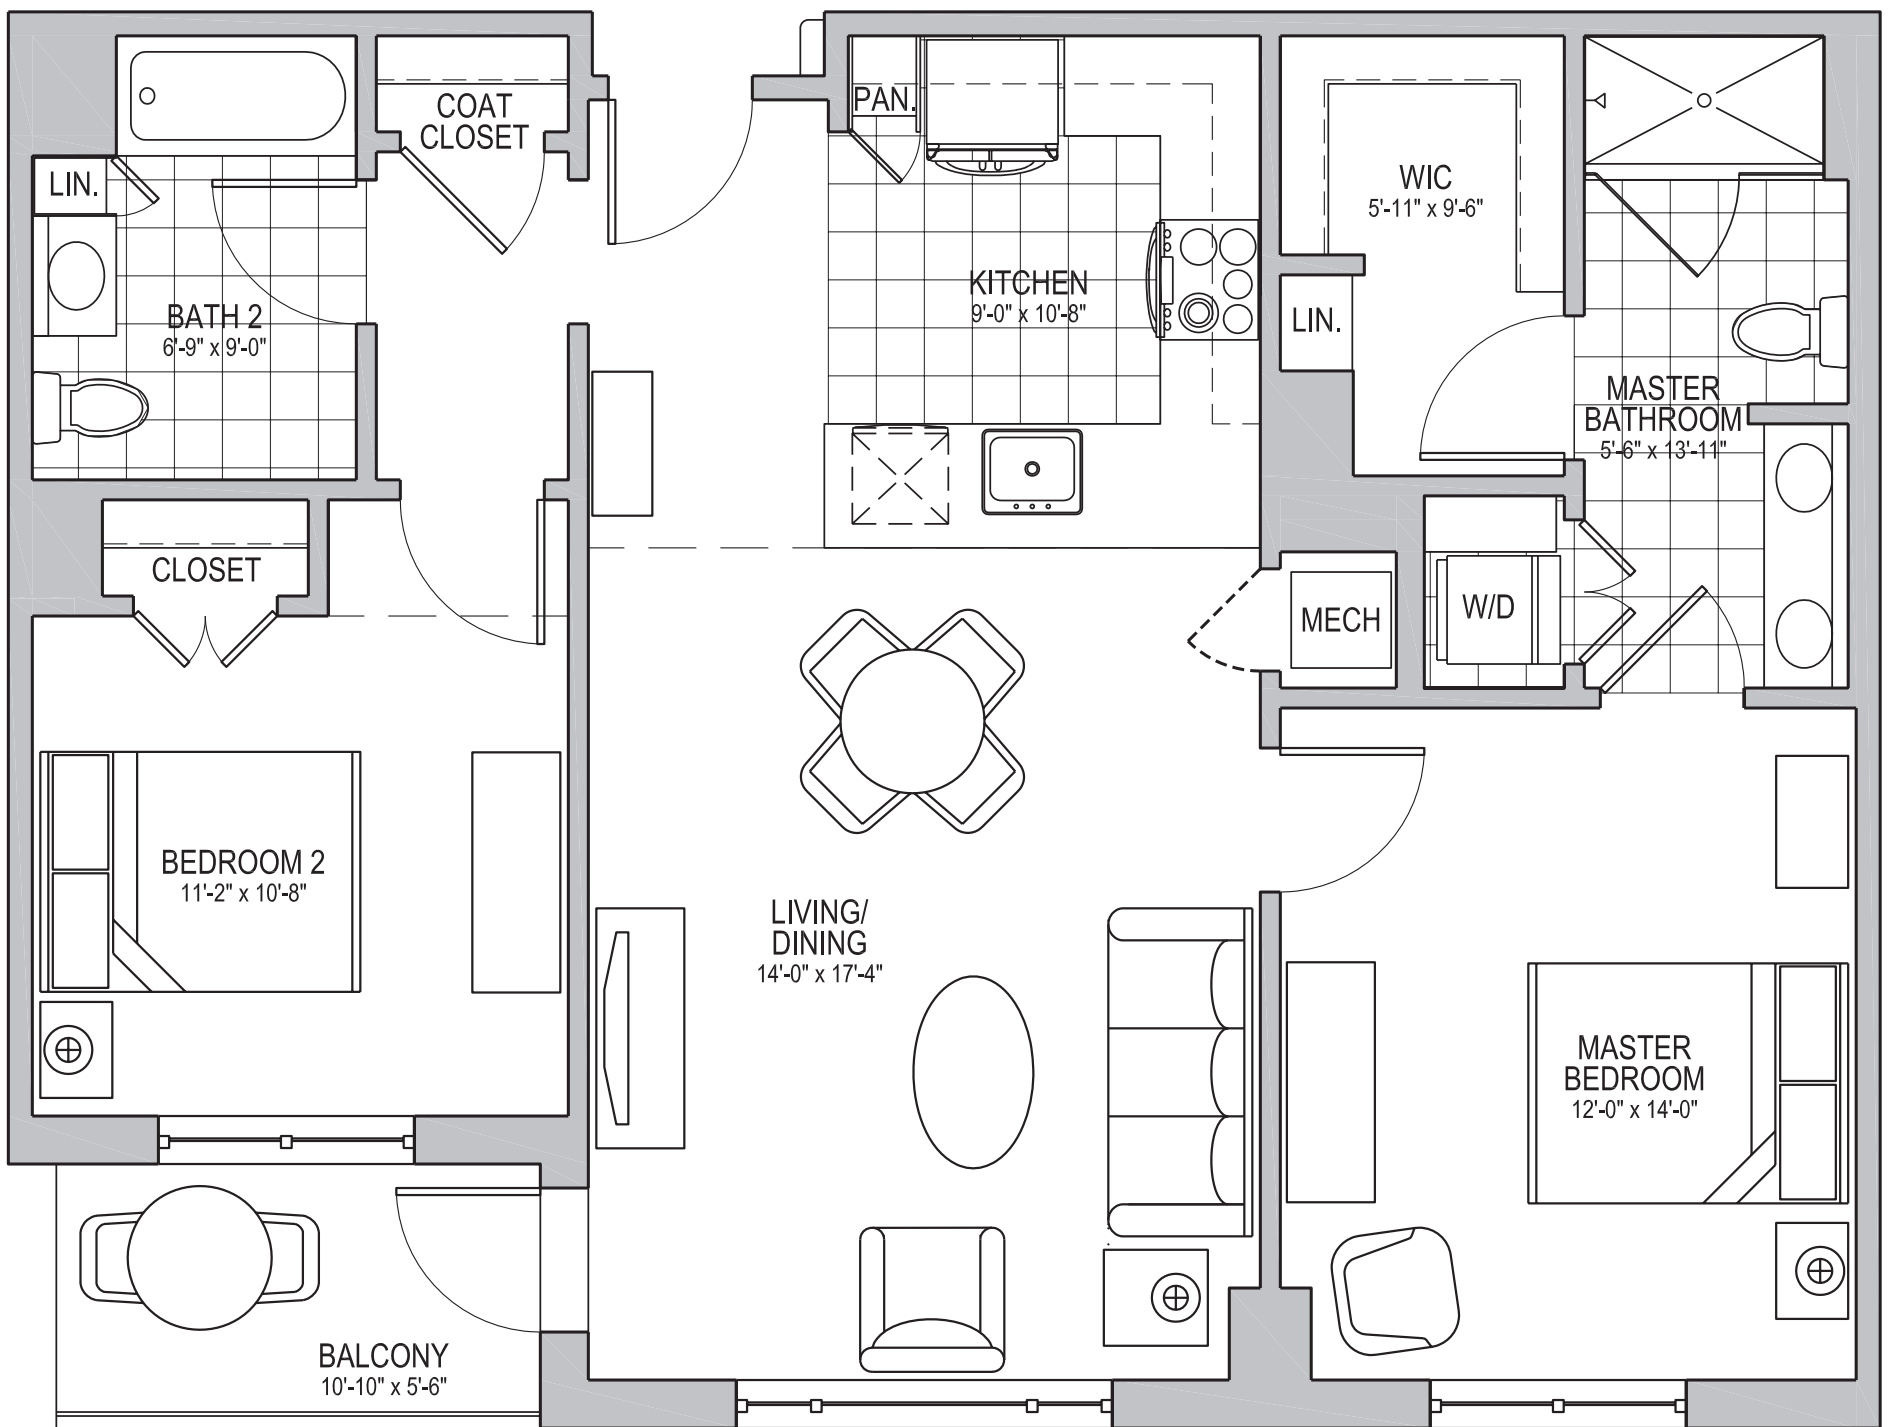 COAT
CLOSET
PAN.
LIN.
WIC
5'-11" x 9'-6"
KITCHEN
9'-0" x 10'-8"
BATH 2
6'-9" x 9'-0"
LIN.
MASTER
BATHROOM
5'-6" x 13'-11"
CLOSET
MECH
W/D
BEDROOM 2
11'-2" x 10'-8"
LIVING/
DINING
14'-0" x 17'-4"
MASTER
BEDROOM
12'-0" x 14'-0"
BALCONY
10'-10" x 5'-6"